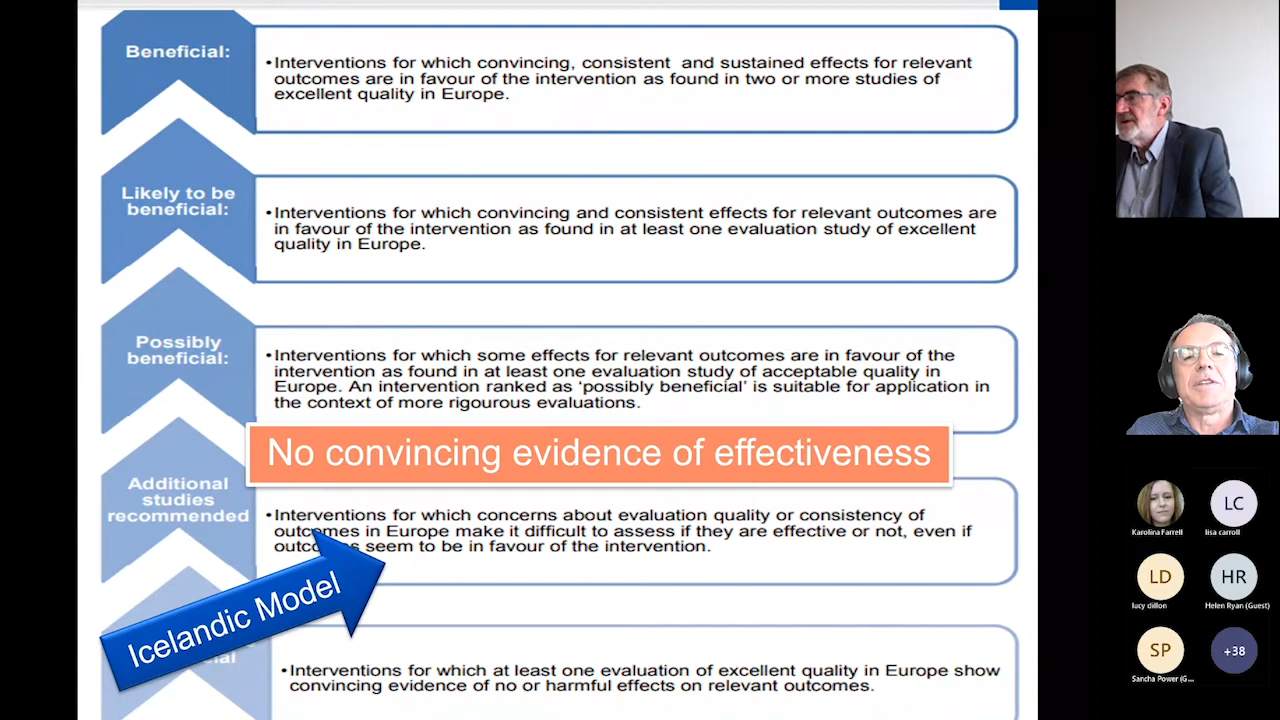 Beneficial:
•Interventions for which convincing, consistent and sustained effects for relevant
outcomes are in favour of the intervention as found in two or more studies of
excellent quality in Europe.
Likely to be
beneficial:
•Interventions for which convincing and consistent effects for relevant outcomes are
in favour of the intervention as found in at least one evaluation study of excellent
quality in Europe.
Possibly
beneficial:
•Interventions for which some effects for relevant outcomes are in favour of the
intervention as found in at least one evaluation study of acceptable quality in
Europe. An intervention ranked as ‘possibly beneficial’ is suitable for application in
the context of more rigourous evaluations.
No convincing evidence of effectiveness
Additional
studies
recommended
•Interventions for which concerns about evaluation quality or consistency of
outcomes in Europe make it difficult to assess if they are effective or not, even if
outcomes seem to be in favour of the intervention.
Icelandic Model
•Interventions for which at least one evaluation of excellent quality in Europe show
convincing evidence of no or harmful effects on relevant outcomes.
Karolina Farrell
LC
lisa carroll
LD
lucy dillon
HR
Helen Ryan (Guest)
SP
Sancha Power (G...
+38